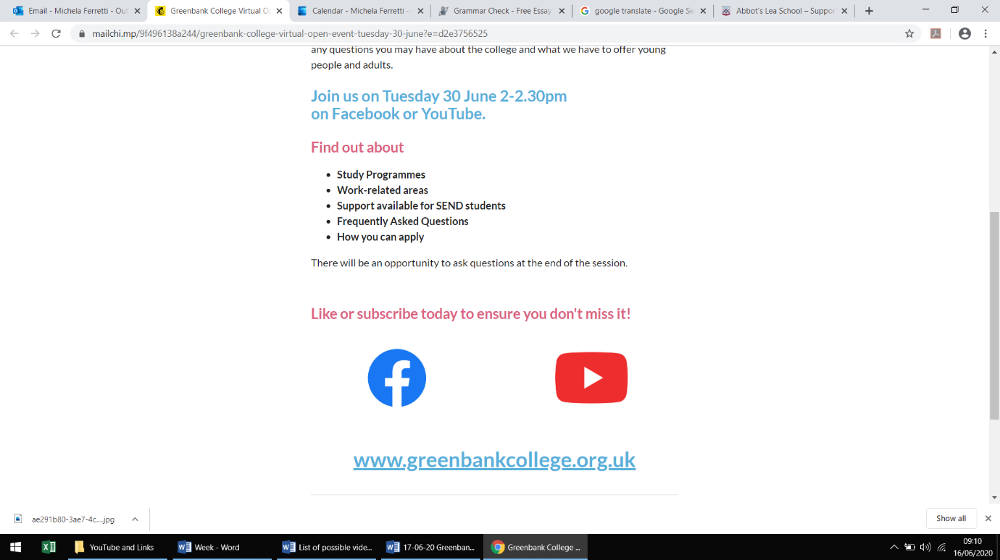 Email - Michela Ferretti - Out
Greenbank College Virtual O
Calendar - Michela Ferretti -
Grammar Check - Free Essay
google translate - Google Se
Abbot's Lea School – Suppor
mailchi.mp/9f496138a244/greenbank-college-virtual-open-event-tuesday-30-june?e=d2e3756525
any questions you may have about the college and what we have to offer young
people and adults.
Join us on Tuesday 30 June 2-2.30pm
on Facebook or YouTube.
Find out about
• Study Programmes
• Work-related areas
• Support available for SEND students
• Frequently Asked Questions
• How you can apply
There will be an opportunity to ask questions at the end of the session.
Like or subscribe today to ensure you don't miss it!
www.greenbankcollege.org.uk
ae291b80-3ae7-4c....jpg
Show all
YouTube and Links
Week - Word
List of possible vide...
17-06-20 Greenban...
Greenbank College ...
09:10
16/06/2020